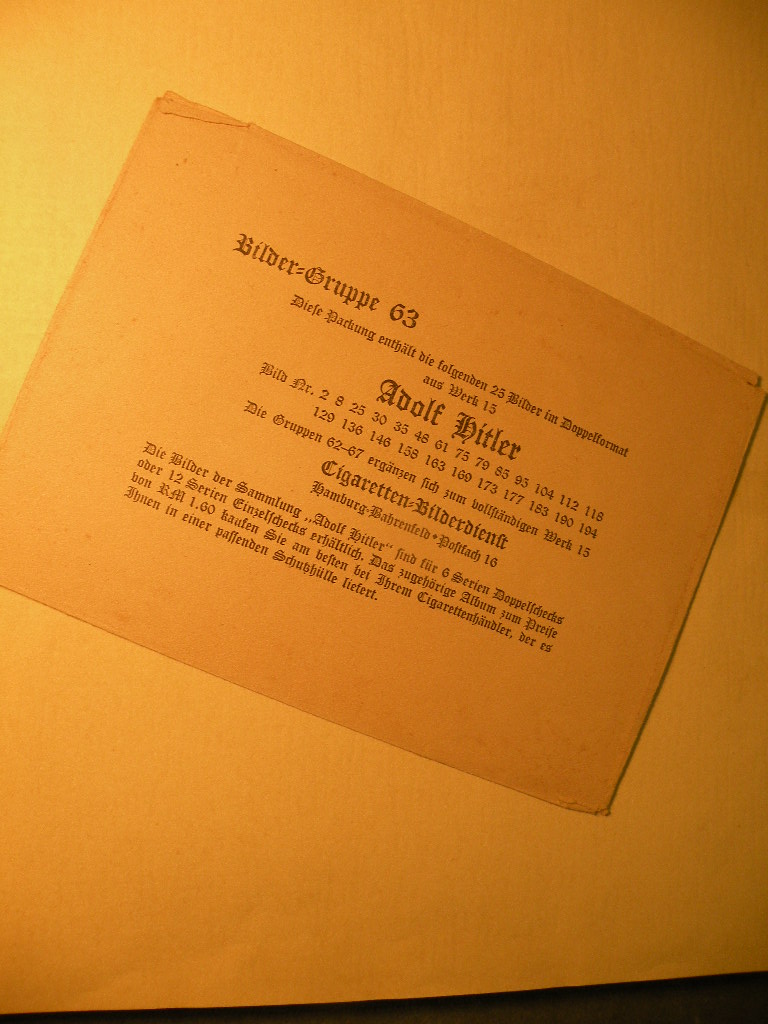 Bilder-Gruppe 63
Diese Packung enthält die folgenden 25 Bilder im Doppelformat
aus Werk 15
Adolf Hitler
Bild Nr. 2 8 25 30 35 48 61 75 79 85 95 104 112 118
129 136 146 158 163 169 173 177 183 190 194
Die Gruppen 62–67 ergänzen sich zum vollständigen Werk 15
Cigaretten-Bilderdienst
Hamburg-Bahrenfeld * Postfach 16
Die Bilder der Sammlung „Adolf Hitler“ sind für 6 Serien Doppelschecks
oder 12 Serien Einzelschecks erhältlich. Das zugehörige Album zum Preise
von RM 1.60 kaufen Sie am besten bei Ihrem Cigarettenhändler, der es
Ihnen in einer passenden Schutzhülle liefert.